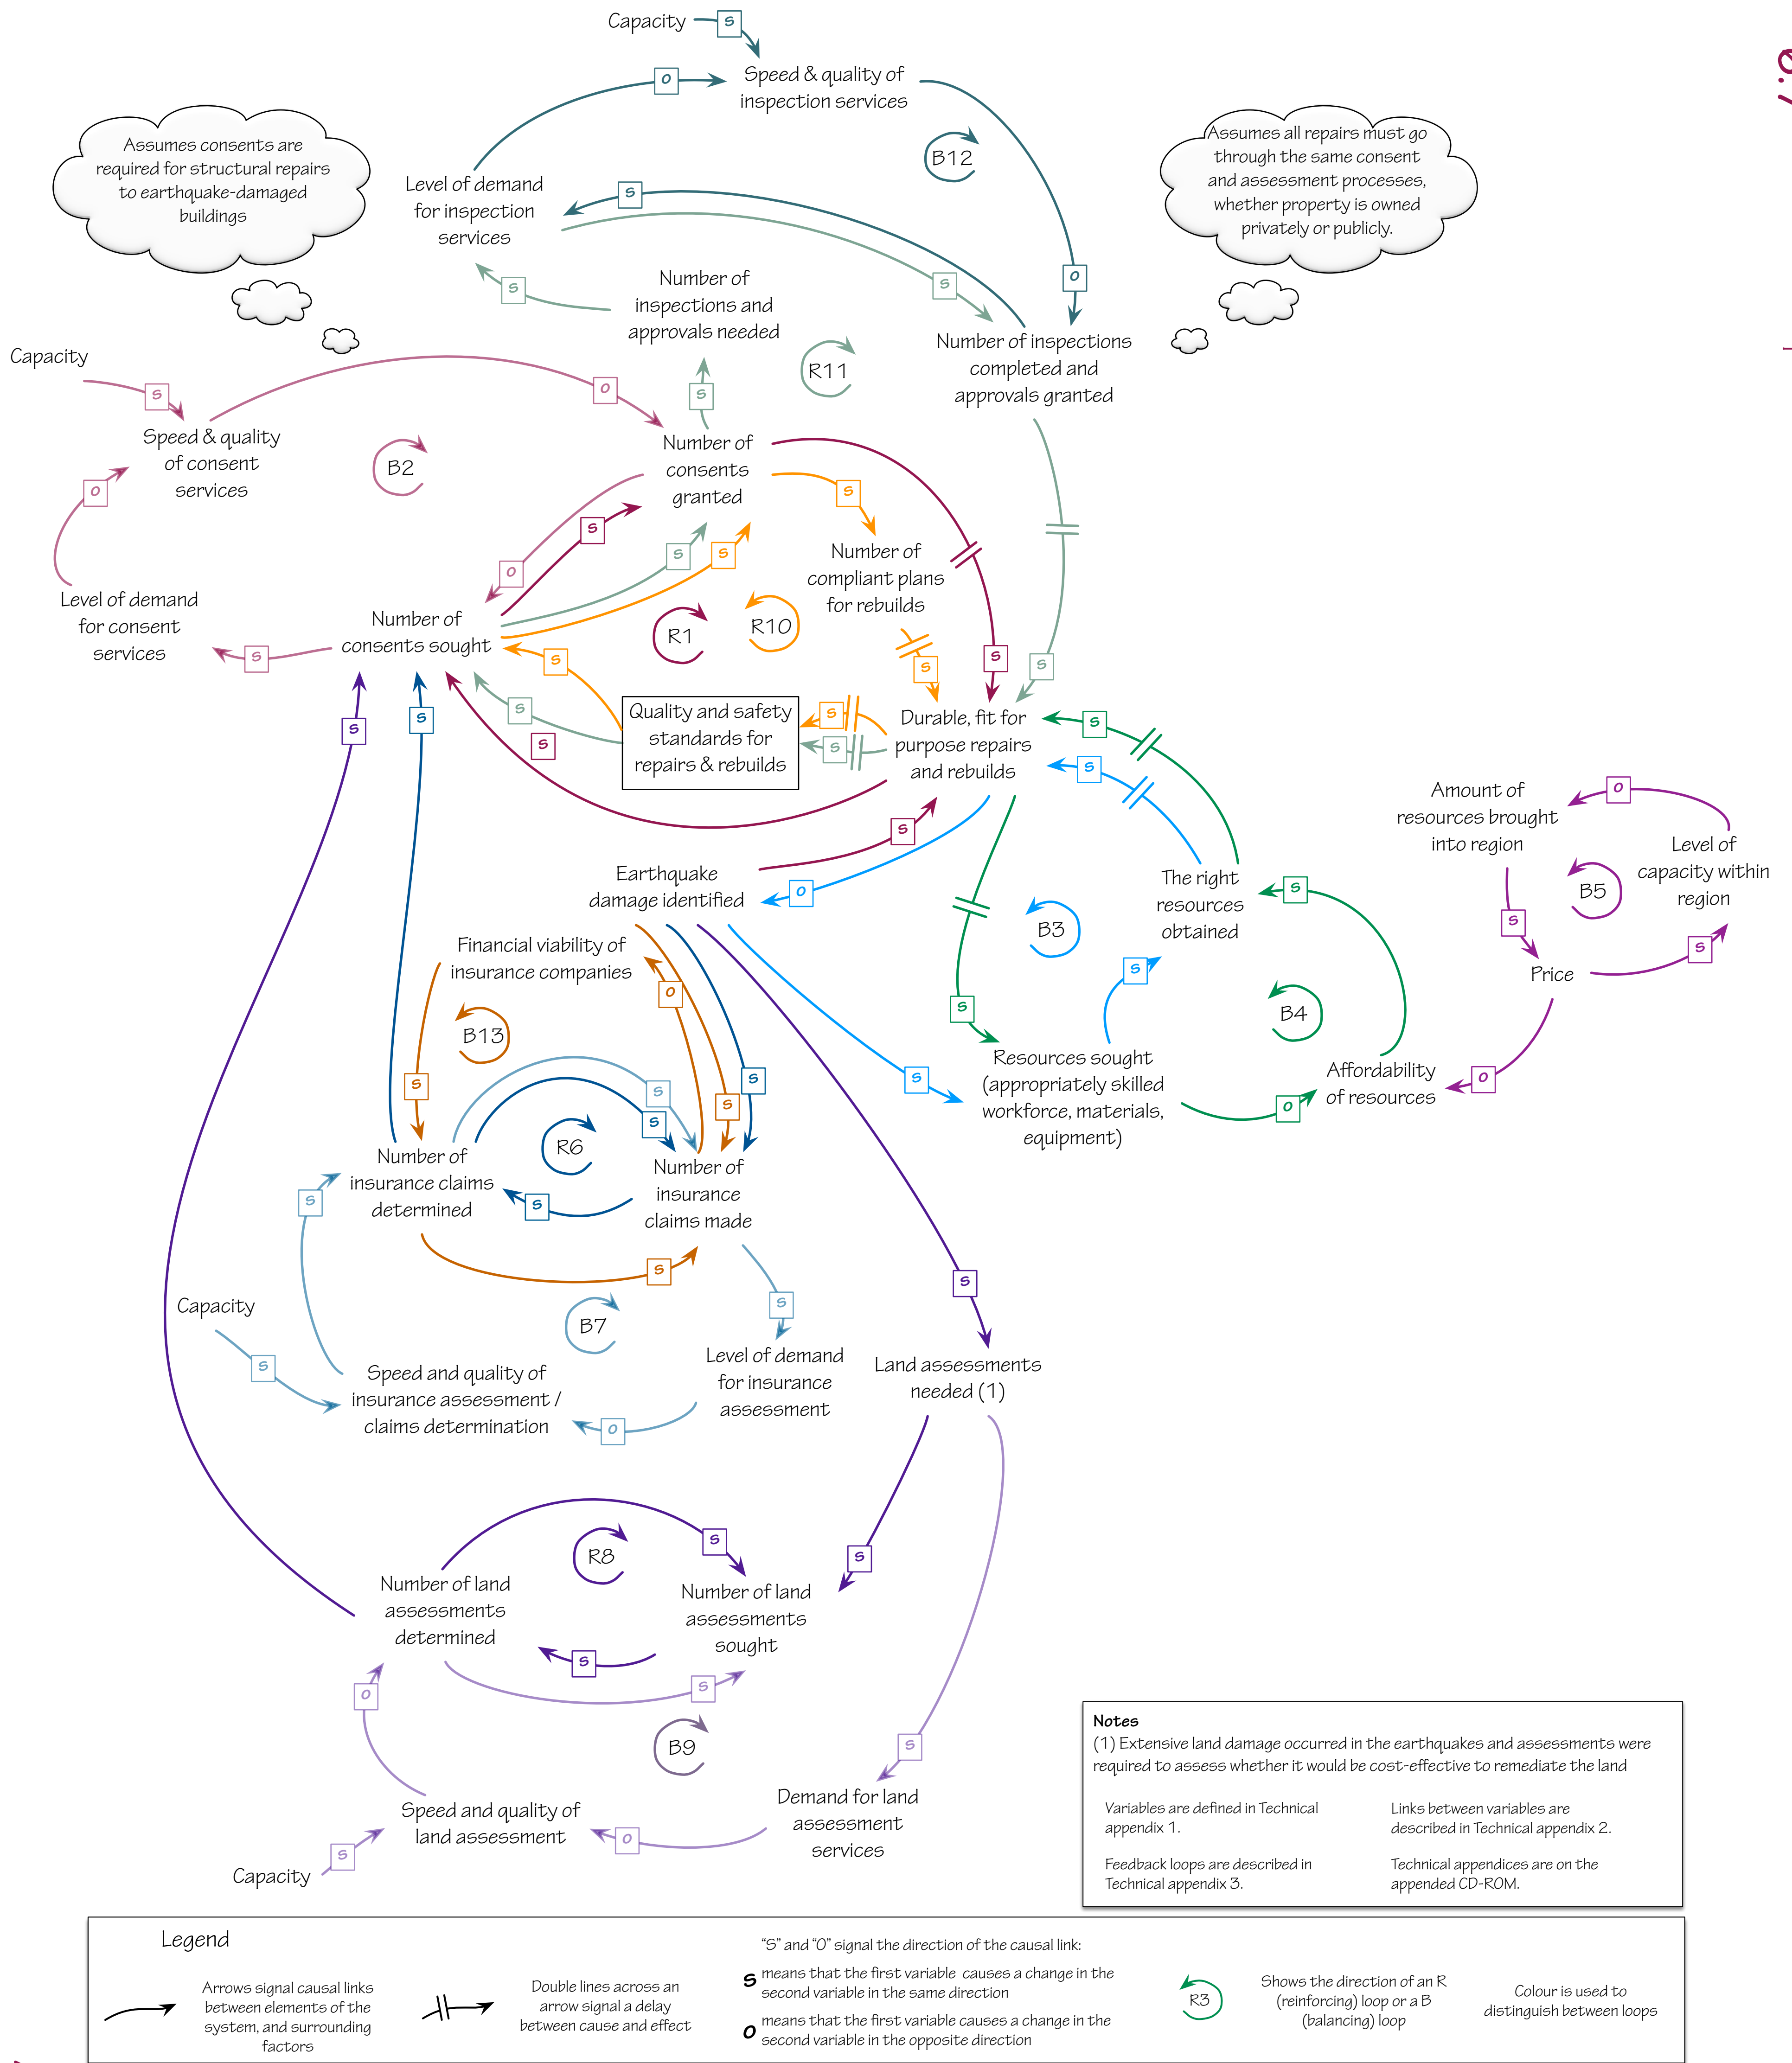 Capacity
S
Speed & quality of
inspection services
O
B12
Assumes consents are
required for structural repairs
to earthquake-damaged
buildings
Assumes all repairs must go
through the same consent
and assessment processes,
whether property is owned
privately or publicly.
Level of demand
for inspection
services
S
S
O
S
Number of
inspections and
approvals needed
Number of inspections
completed and
approvals granted
R11
Capacity
S
O
S
Speed & quality
of consent
services
B2
Number of
consents
granted
O
S
S
O
S
S
Number of
compliant plans
for rebuilds
Level of demand
for consent
services
S
Number of
consents sought
R1
R10
S
S
S
S
S
S
S
S
S
S
S
Quality and safety
standards for
repairs & rebuilds
Durable, fit for
purpose repairs
and rebuilds
S
S
Amount of
resources brought
into region
O
Level of
capacity within
region
B5
S
S
Price
O
S
O
Earthquake
damage identified
The right
resources
obtained
S
B3
S
B4
S
Financial viability of
insurance companies
O
B13
S
Resources sought
(appropriately skilled
workforce, materials,
equipment)
O
Affordability
of resources
S
S
S
S
S
R6
Number of
insurance claims
determined
S
Number of
insurance
claims made
S
S
S
S
Capacity
S
B7
Speed and quality of
insurance assessment /
claims determination
O
Level of demand
for insurance
assessment
Land assessments
needed (1)
S
S
R8
Number of land
assessments
determined
S
Number of land
assessments
sought
S
O
B9
S
Speed and quality of
land assessment
O
Demand for land
assessment
services
Capacity
S
Notes
(1) Extensive land damage occurred in the earthquakes and assessments were
required to assess whether it would be cost-effective to remediate the land
Variables are defined in Technical
appendix 1.
Links between variables are
described in Technical appendix 2.
Feedback loops are described in
Technical appendix 3.
Technical appendices are on the
appended CD-ROM.
Legend
Arrows signal causal links
between elements of the
system, and surrounding
factors
Double lines across an
arrow signal a delay
between cause and effect
“S” and “O” signal the direction of the causal link:
S means that the first variable causes a change in the
second variable in the same direction
O means that the first variable causes a change in the
second variable in the opposite direction
R3
Shows the direction of an R
(reinforcing) loop or a B
(balancing) loop
Colour is used to
distinguish between loops